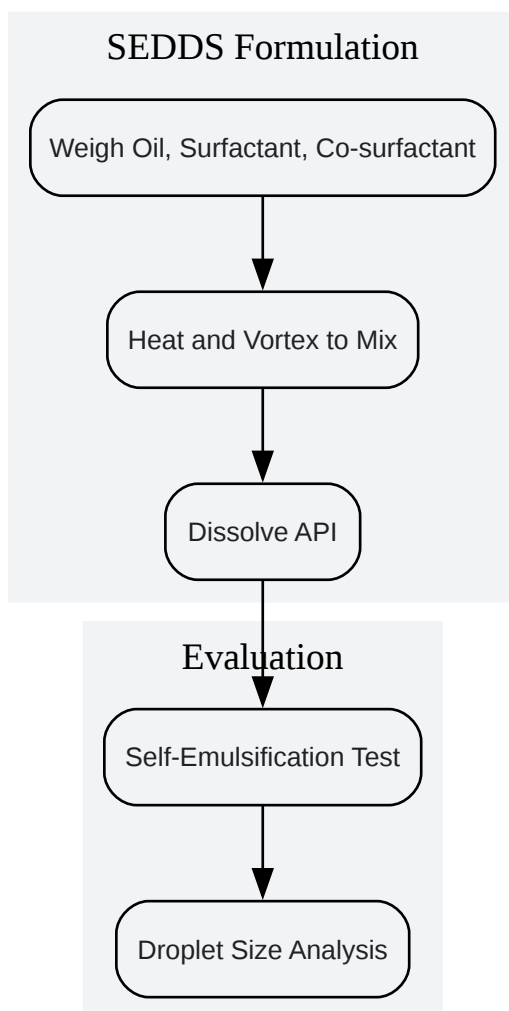 SEDDS Formulation
Weigh Oil, Surfactant, Co-surfactant
Heat and Vortex to Mix
Dissolve API
Evaluation
Self-Emulsification Test
Droplet Size Analysis